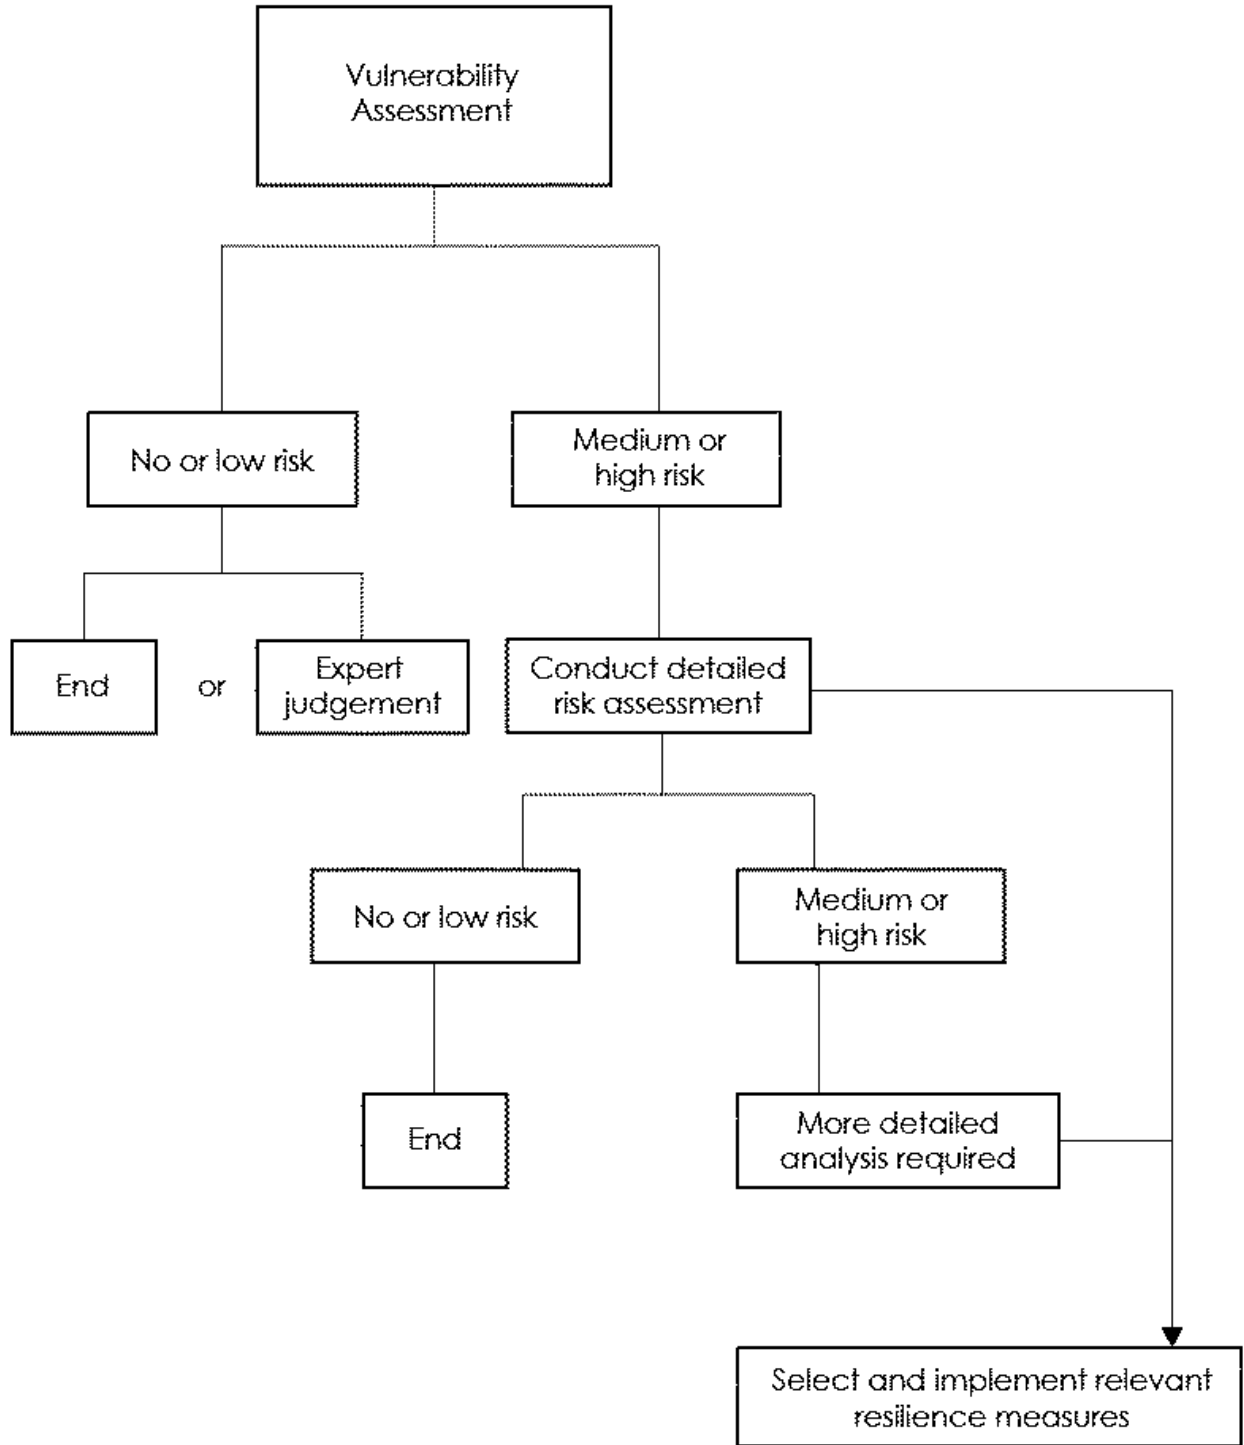 Vulnerability
Assessment
No or low risk
Medium or
high risk
End
or
Expert
judgement
Conduct detailed
risk assessment
No or low risk
Medium or
high risk
End
More detailed
analysis required
Select and implement relevant
resilience measures